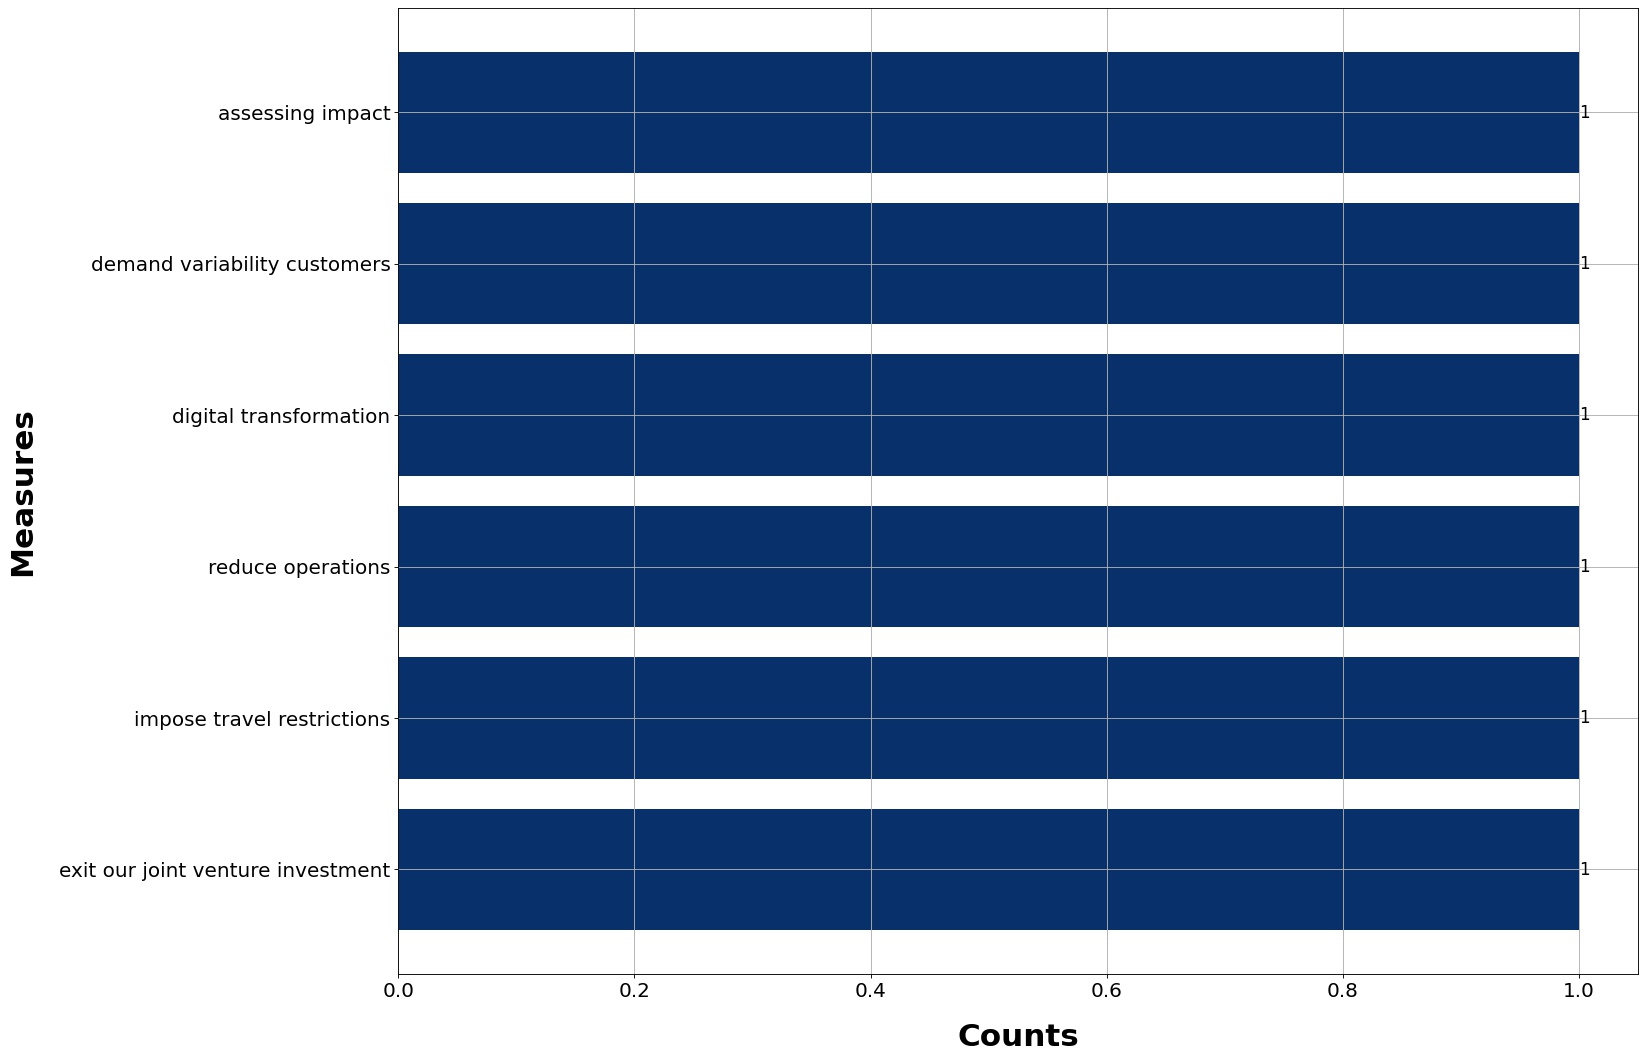 assessing impact
1
demand variability customers
1
digital transformation
1
Measures
reduce operations
1
impose travel restrictions
1
exit our joint venture investment
1
0.0 0.2 0.4 0.6 0.8 1.0
Counts